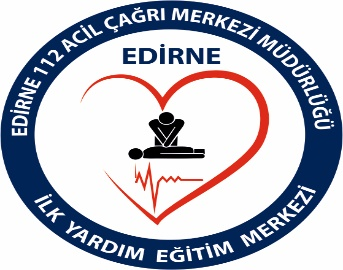 EDİRNE 112 ACİL ÇAĞRI MERKEZİ MÜDÜRLÜĞÜ
EDİRNE
İLK YARDIM EĞİTİM MERKEZİ